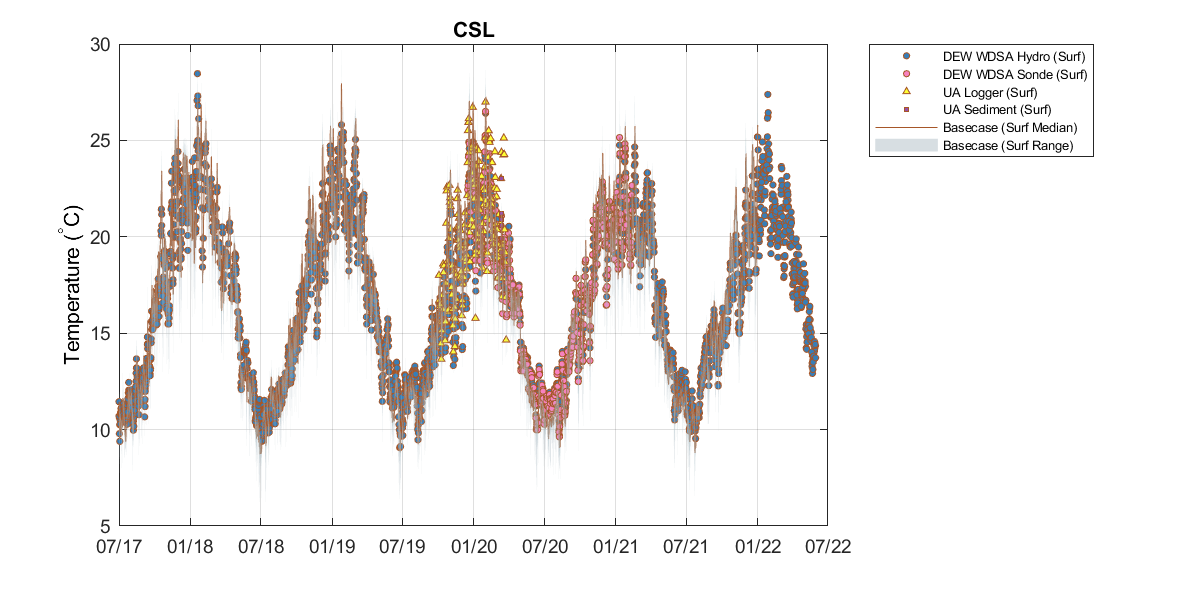 CSL
30
25
20
15
10
5
Temperature (°C)
07/17 01/18 07/18 01/19 07/19 01/20 07/20 01/21 07/21 01/22 07/22
DEW WDSA Hydro (Surf)
DEW WDSA Sonde (Surf)
UA Logger (Surf)
UA Sediment (Surf)
Basecase (Surf Median)
Basecase (Surf Range)